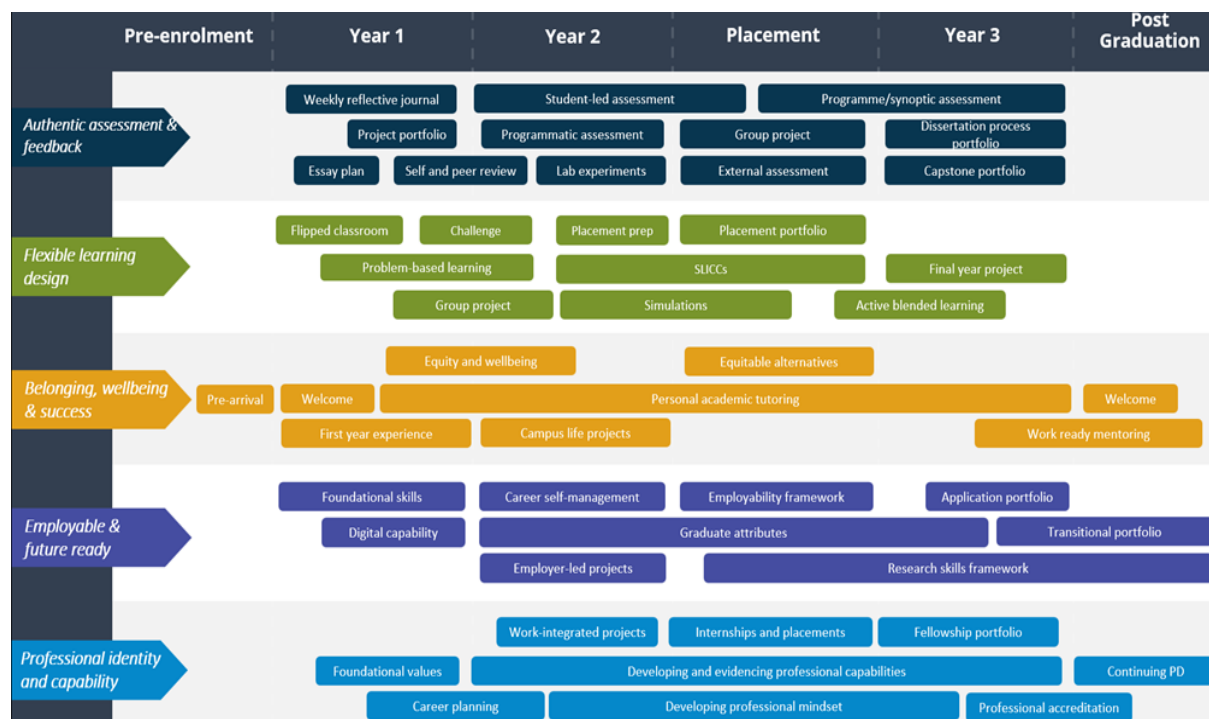 Pre-enrolment
Year 1
Year 2
Placement
Year 3
Post
Graduation
Authentic assessment &
feedback
Weekly reflective journal
Student-led assessment
Programme/synoptic assessment
Project portfolio
Programmatic assessment
Group project
Dissertation process
portfolio
Essay plan
Self and peer review
Lab experiments
External assessment
Capstone portfolio
Flexible learning
design
Flipped classroom
Challenge
Placement prep
Placement portfolio
Problem-based learning
SLICCs
Final year project
Group project
Simulations
Active blended learning
Belonging, wellbeing
& success
Equity and wellbeing
Equitable alternatives
Pre-arrival
Welcome
Personal academic tutoring
Welcome
First year experience
Campus life projects
Work ready mentoring
Employable &
future ready
Foundational skills
Career self-management
Employability framework
Application portfolio
Digital capability
Graduate attributes
Transitional portfolio
Employer-led projects
Research skills framework
Professional identity
and capability
Work-integrated projects
Internships and placements
Fellowship portfolio
Foundational values
Developing and evidencing professional capabilities
Continuing PD
Career planning
Developing professional mindset
Professional accreditation